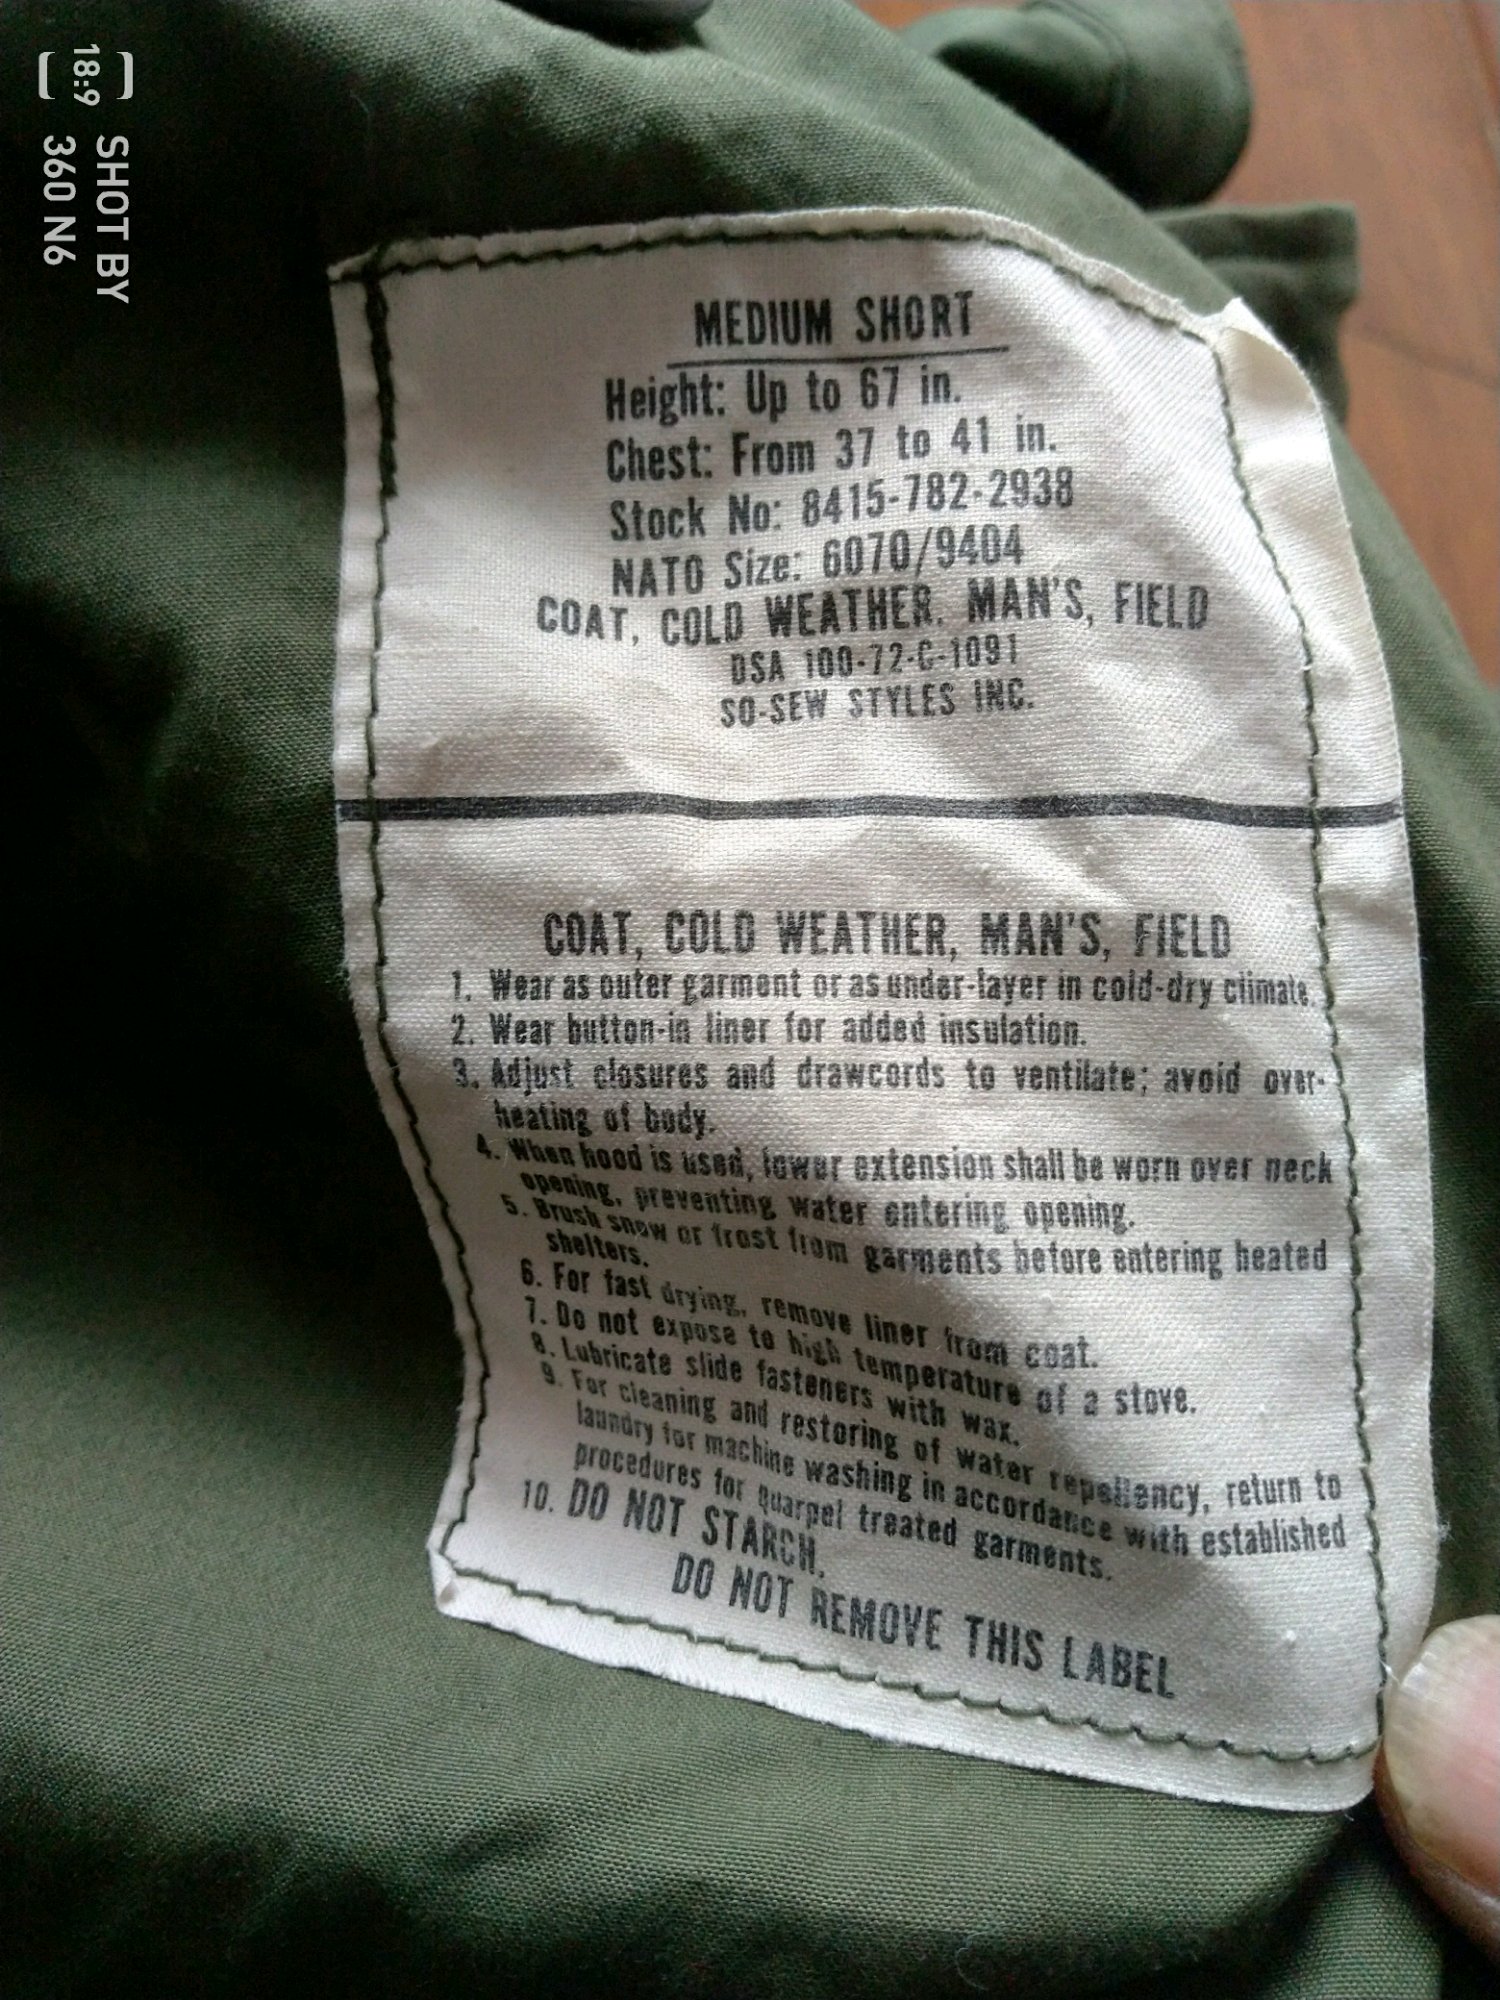 [ 18:9 ] SHOT BY
360 N6
MEDIUM SHORT
Height: Up to 67 in.
Chest: From 37 to 41 in.
Stock No: 8415-782-2938
NATO Size: 6070/9404
COAT, COLD WEATHER, MAN'S, FIELD
DSA 100-72-C-1091
SO-SEW STYLES INC.
COAT, COLD WEATHER, MAN'S, FIELD
1. Wear as outer garment or as under-layer in cold-dry climate.
2. Wear button-in liner for added insulation.
3. Adjust closures and drawcords to ventilate; avoid over-
heating of body.
4. When hood is used, lower extension shall be worn over neck
opening, preventing water entering opening.
5. Brush snow or frost from garments before entering heated
shelters.
6. For fast drying, remove liner from coat.
7. Do not expose to high temperature of a stove.
8. Lubricate slide fasteners with wax.
9. For cleaning and restoring of water repellency, return to
laundry for machine washing in accordance with established
procedures for quarpel treated garments.
10. DO NOT STARCH.
DO NOT REMOVE THIS LABEL